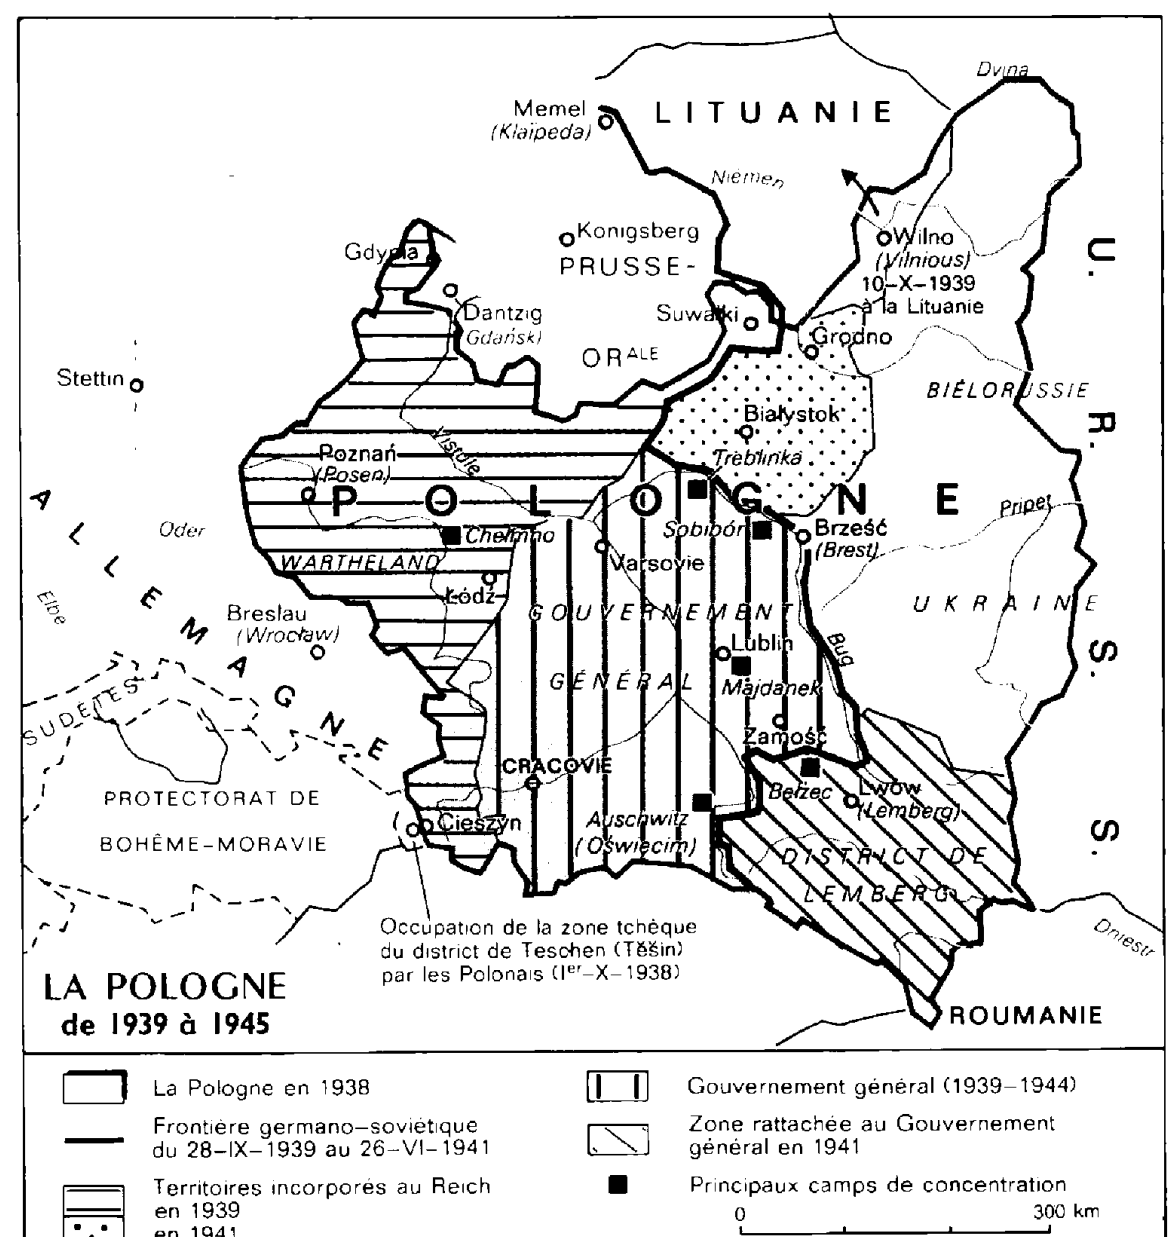 Dvina
Memel
(Klaïpeda)
LITUANIE
Niémen
Gdynia
Königsberg
PRUSSE-
Wilno
(Vilnious)
10-X-1939
à la Lituanie
U.
Dantzig
(Gdańsk)
Suwałki
Grodno
ORALE
Stettin
BIÉLORUSSIE
R.
Białystok
Vistule
Poznań
(Posen)
Treblinka
POLOGNE
ALLEMAGNE
Oder
Chełmno
Sobibór
Brześć
(Brest)
Pripet
WARTHELAND
Varsovie
Łódź
Elbe
Breslau
(Wrocław)
GOUVERNEMENT
GÉNÉRAL
UKRAINE
Lublin
Bug
Majdanek
S.
SUDÈTES
Zamość
CRACOVIE
Bełżec
Lwów
(Lemberg)
PROTECTORAT DE
BOHÊME-MORAVIE
Cieszyn
Auschwitz
(Oświecim)
S.
DISTRICT DE
LEMBERG
Occupation de la zone tchèque
du district de Teschen (Těšin)
par les Polonais (Ier-X-1938)
Dniestr
LA POLOGNE
de 1939 à 1945
ROUMANIE
La Pologne en 1938
Frontière germano-soviétique
du 28-IX-1939 au 26-VI-1941
Territoires incorporés au Reich
en 1939
en 1941
Gouvernement général (1939-1944)
Zone rattachée au Gouvernement
général en 1941
Principaux camps de concentration
0 300 km